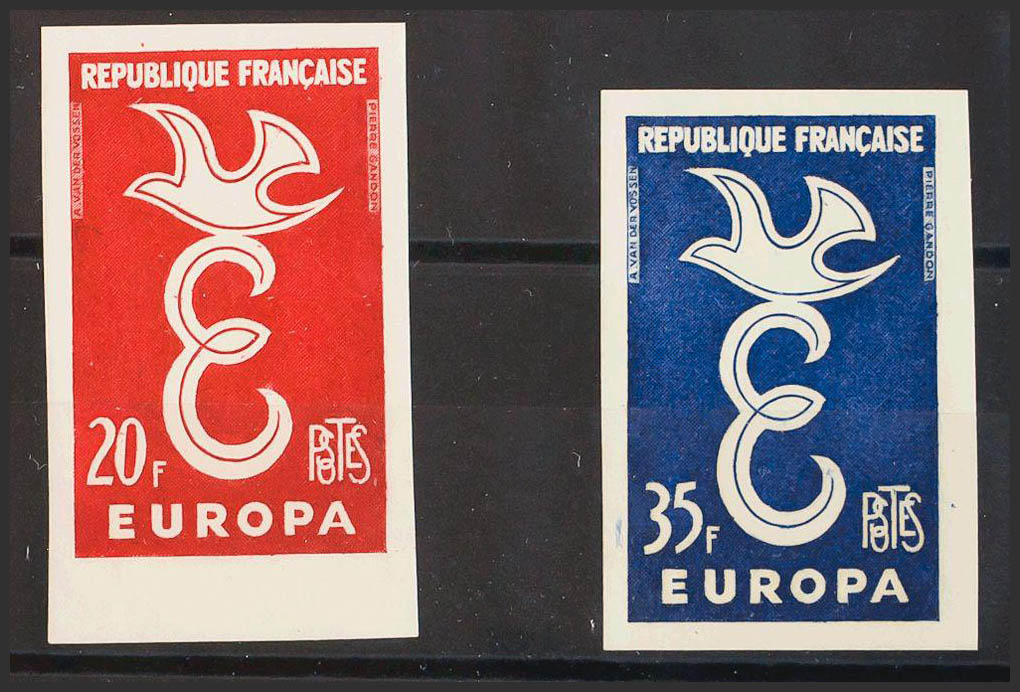 REPUBLIQUE FRANÇAISE
A. VAN DER VOSSEN
PIERRE GANDON
20F
POSTES
EUROPA
REPUBLIQUE FRANÇAISE
A. VAN DER VOSSEN
PIERRE GANDON
35F
POSTES
EUROPA